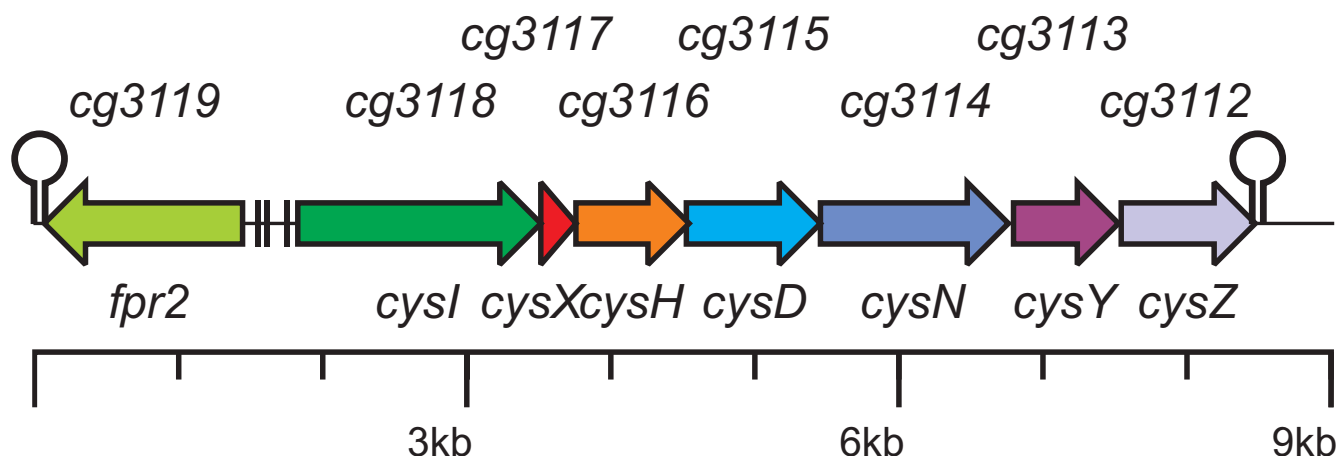 cg3117 cg3115 cg3113
cg3119 cg3118 cg3116 cg3114 cg3112
fpr2 cysI cysX cysH cysD cysN cysY cysZ
3kb 6kb 9kb